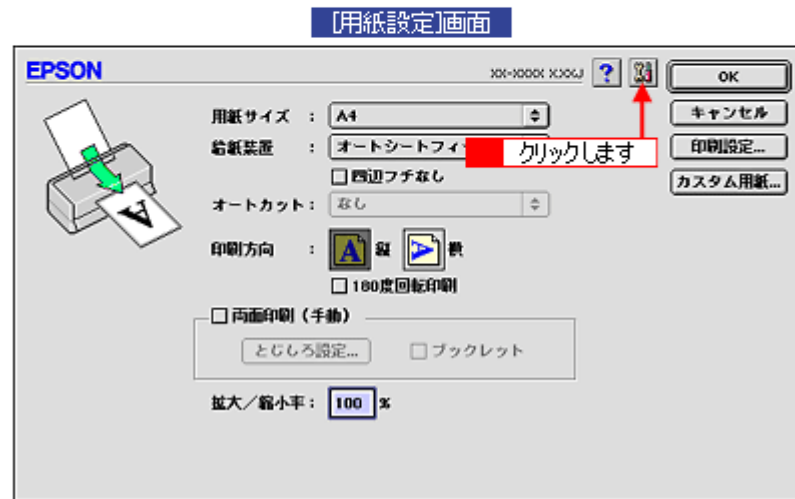 [用紙設定]画面
EPSON
XX-XXXX XXXJ ? OK
用紙サイズ : A4 キャンセル
給紙装置 : オートシートフィ クリックします 印刷設定...
四辺フチなし カスタム用紙...
オートカット: なし
印刷方向 : A 縦 A 横
180度回転印刷
両面印刷(手動)
とじしろ設定... ブックレット
拡大/縮小率: 100 %
A